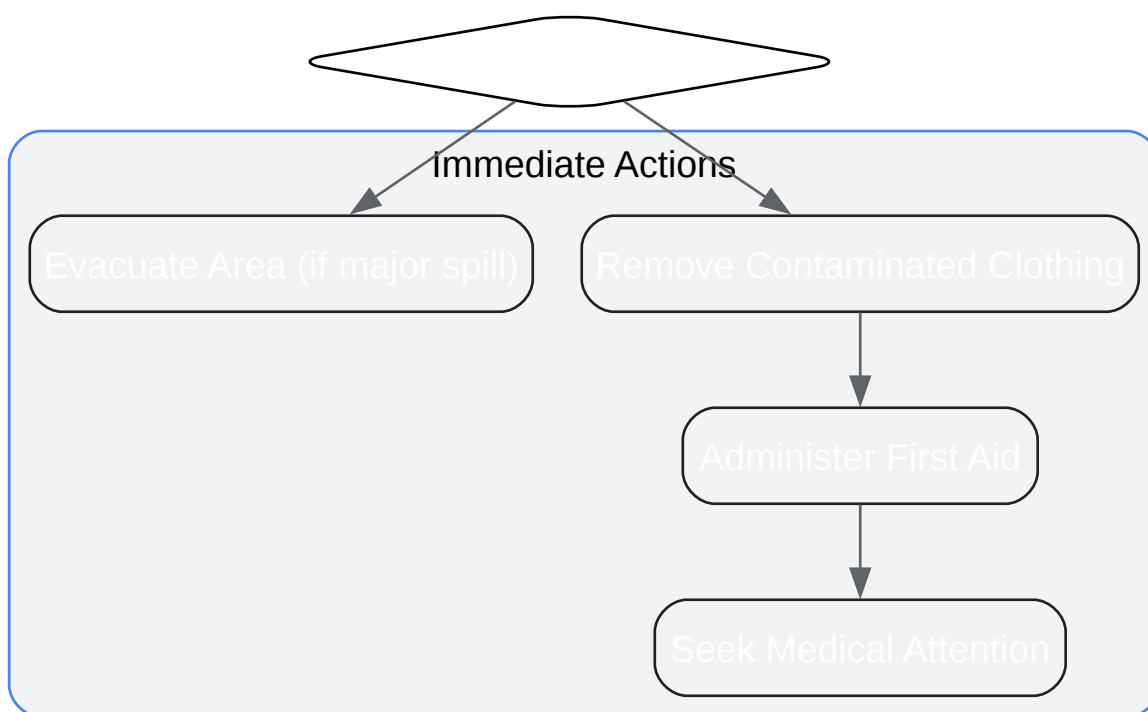 Immediate Actions
Evacuate Area (if major spill)
Remove Contaminated Clothing
Administer First Aid
Seek Medical Attention